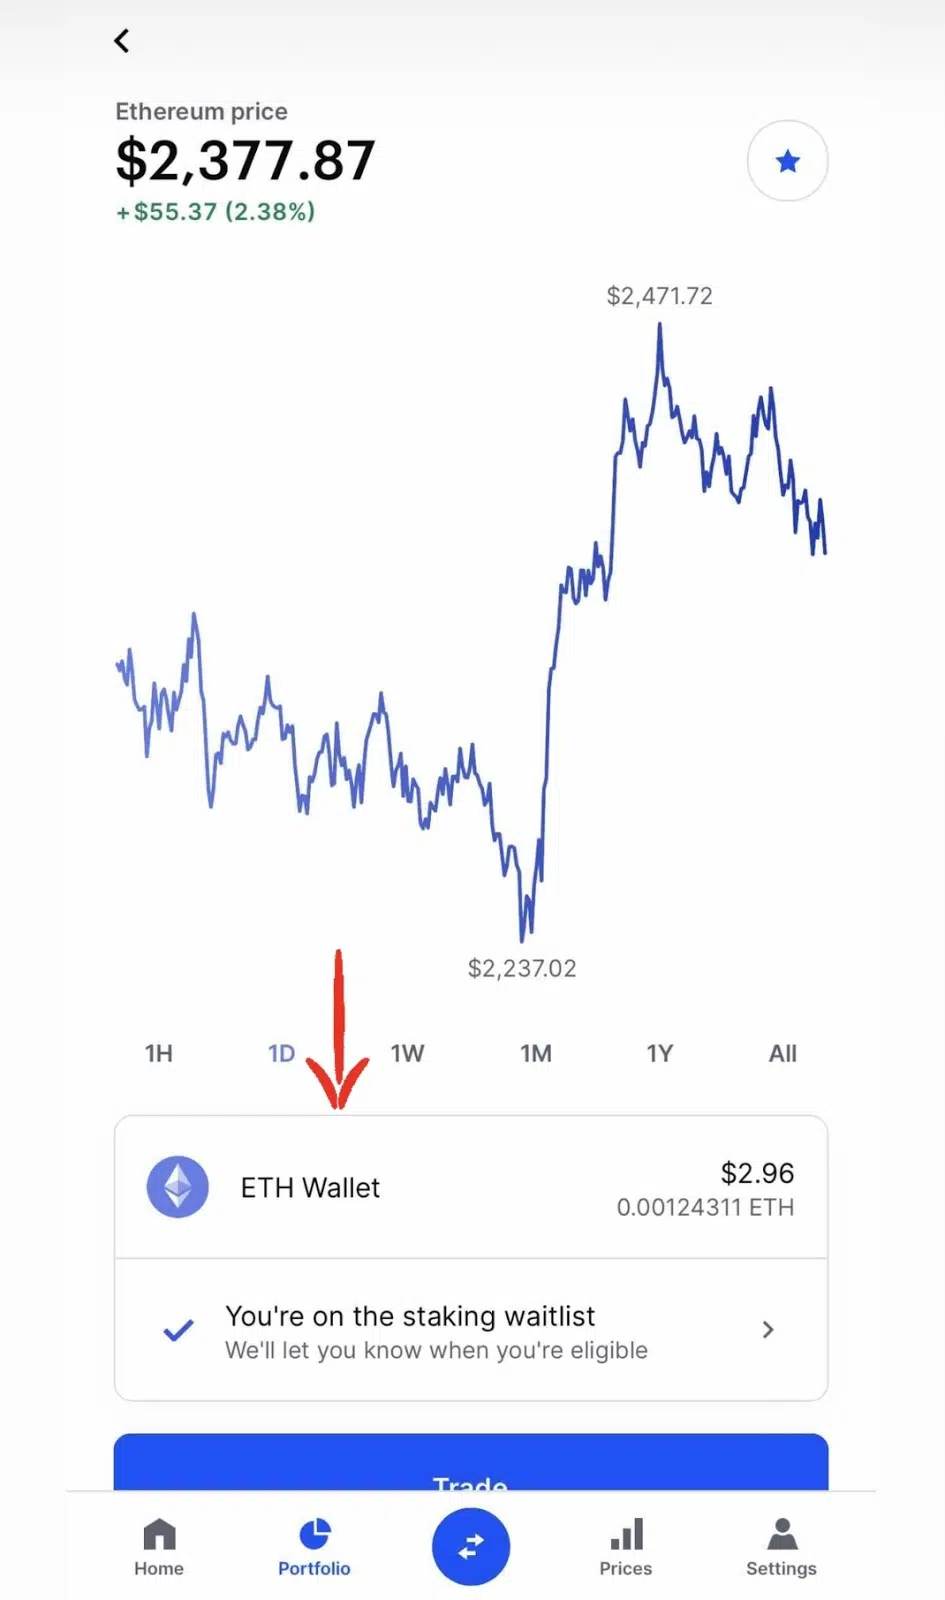 Ethereum price
$2,377.87
+$55.37 (2.38%)
$2,471.72
$2,237.02
1H 1D 1W 1M 1Y All
ETH Wallet
$2.96
0.00124311 ETH
You're on the staking waitlist
We'll let you know when you're eligible
Trade
Home Portfolio Prices Settings